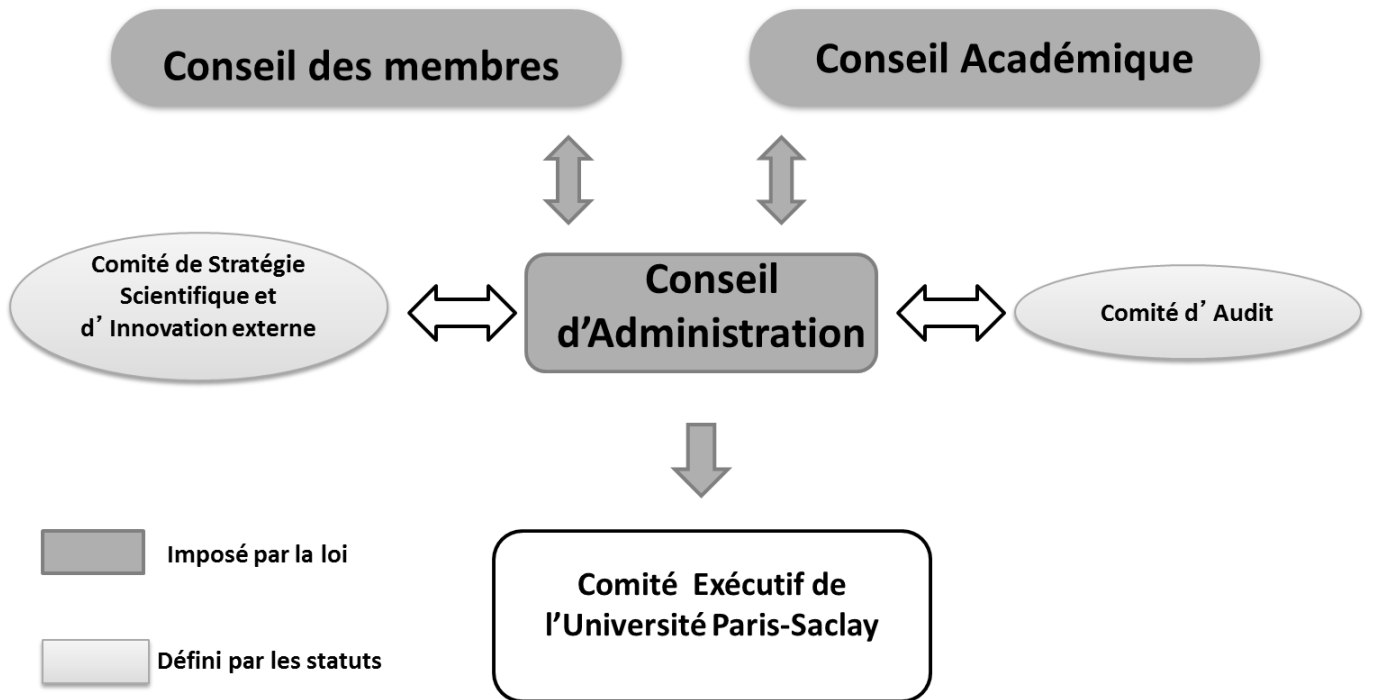 Conseil des membres
Conseil Académique
Comité de Stratégie
Scientifique et
d’ Innovation externe
Conseil
d’Administration
Comité d’ Audit
Imposé par la loi
Comité Exécutif de
l’Université Paris-Saclay
Défini par les statuts